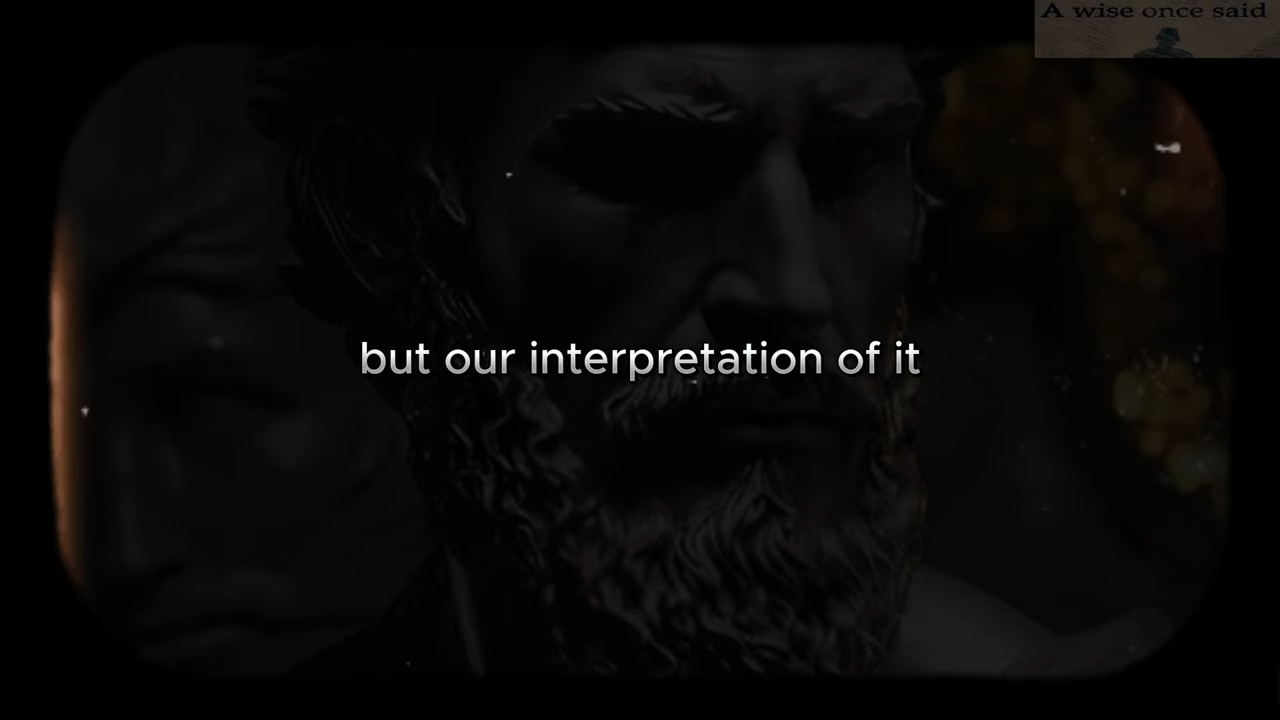 A wise once said
but our interpretation of it